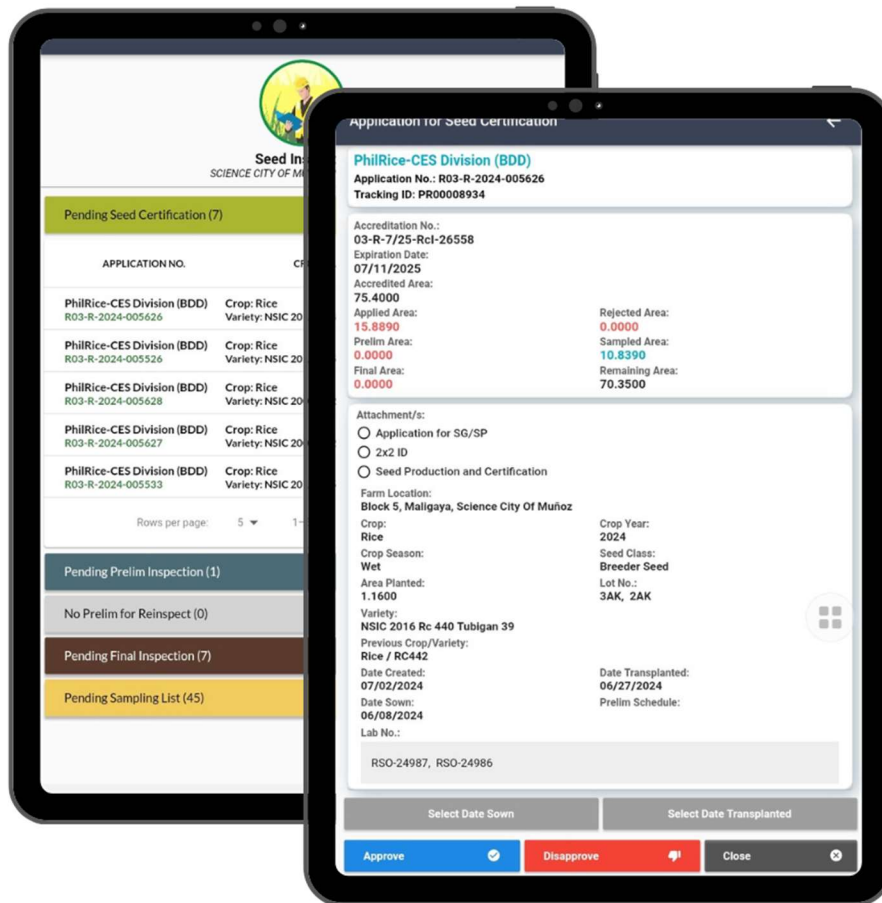 Seed In
SCIENCE CITY OF M
Pending Seed Certification (7)
APPLICATION NO.
PhilRice-CES Division (BDD) Crop: Rice
R03-R-2024-005626 Variety: NSIC 20
PhilRice-CES Division (BDD) Crop: Rice
R03-R-2024-005526 Variety: NSIC 20
PhilRice-CES Division (BDD) Crop: Rice
R03-R-2024-005628 Variety: NSIC 20
PhilRice-CES Division (BDD) Crop: Rice
R03-R-2024-005627 Variety: NSIC 20
PhilRice-CES Division (BDD) Crop: Rice
R03-R-2024-005533 Variety: NSIC 20
Rows per page: 5 1-
Pending Prelim Inspection (1)
No Prelim for Reinspect (0)
Pending Final Inspection (7)
Pending Sampling List (45)
Application for Seed Certification
PhilRice-CES Division (BDD)
Application No.: R03-R-2024-005626
Tracking ID: PR00008934
Accreditation No.:
03-R-7/25-RcI-26558
Expiration Date:
07/11/2025
Accredited Area:
75.4000
Applied Area: Rejected Area:
15.8890 0.0000
Prelim Area: Sampled Area:
0.0000 10.8390
Final Area: Remaining Area:
0.0000 70.3500
Attachment/s:
Application for SG/SP
2x2 ID
Seed Production and Certification
Farm Location:
Block 5, Maligaya, Science City Of Muñoz
Crop: Crop Year:
Rice 2024
Crop Season: Seed Class:
Wet Breeder Seed
Area Planted: Lot No.:
1.1600 3AK, 2AK
Variety:
NSIC 2016 Rc 440 Tubigan 39
Previous Crop/Variety:
Rice / RC442
Date Created: Date Transplanted:
07/02/2024 06/27/2024
Date Sown: Prelim Schedule:
06/08/2024
Lab No.:
RSO-24987, RSO-24986
Select Date Sown Select Date Transplanted
Approve Disapprove Close